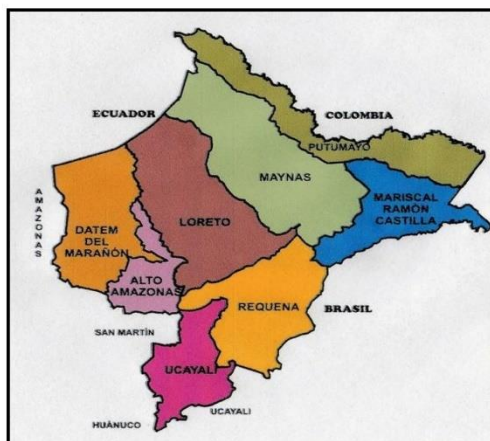 ECUADOR
COLOMBIA
PUTUMAYO
MAYNAS
AMAZONAS
MARISCAL
RAMÓN
CASTILLA
LORETO
DATEM
DEL
MARAÑÓN
ALTO
AMAZONAS
REQUENA
BRASIL
SAN MARTÍN
UCAYALI
UCAYALI
HUÁNUCO